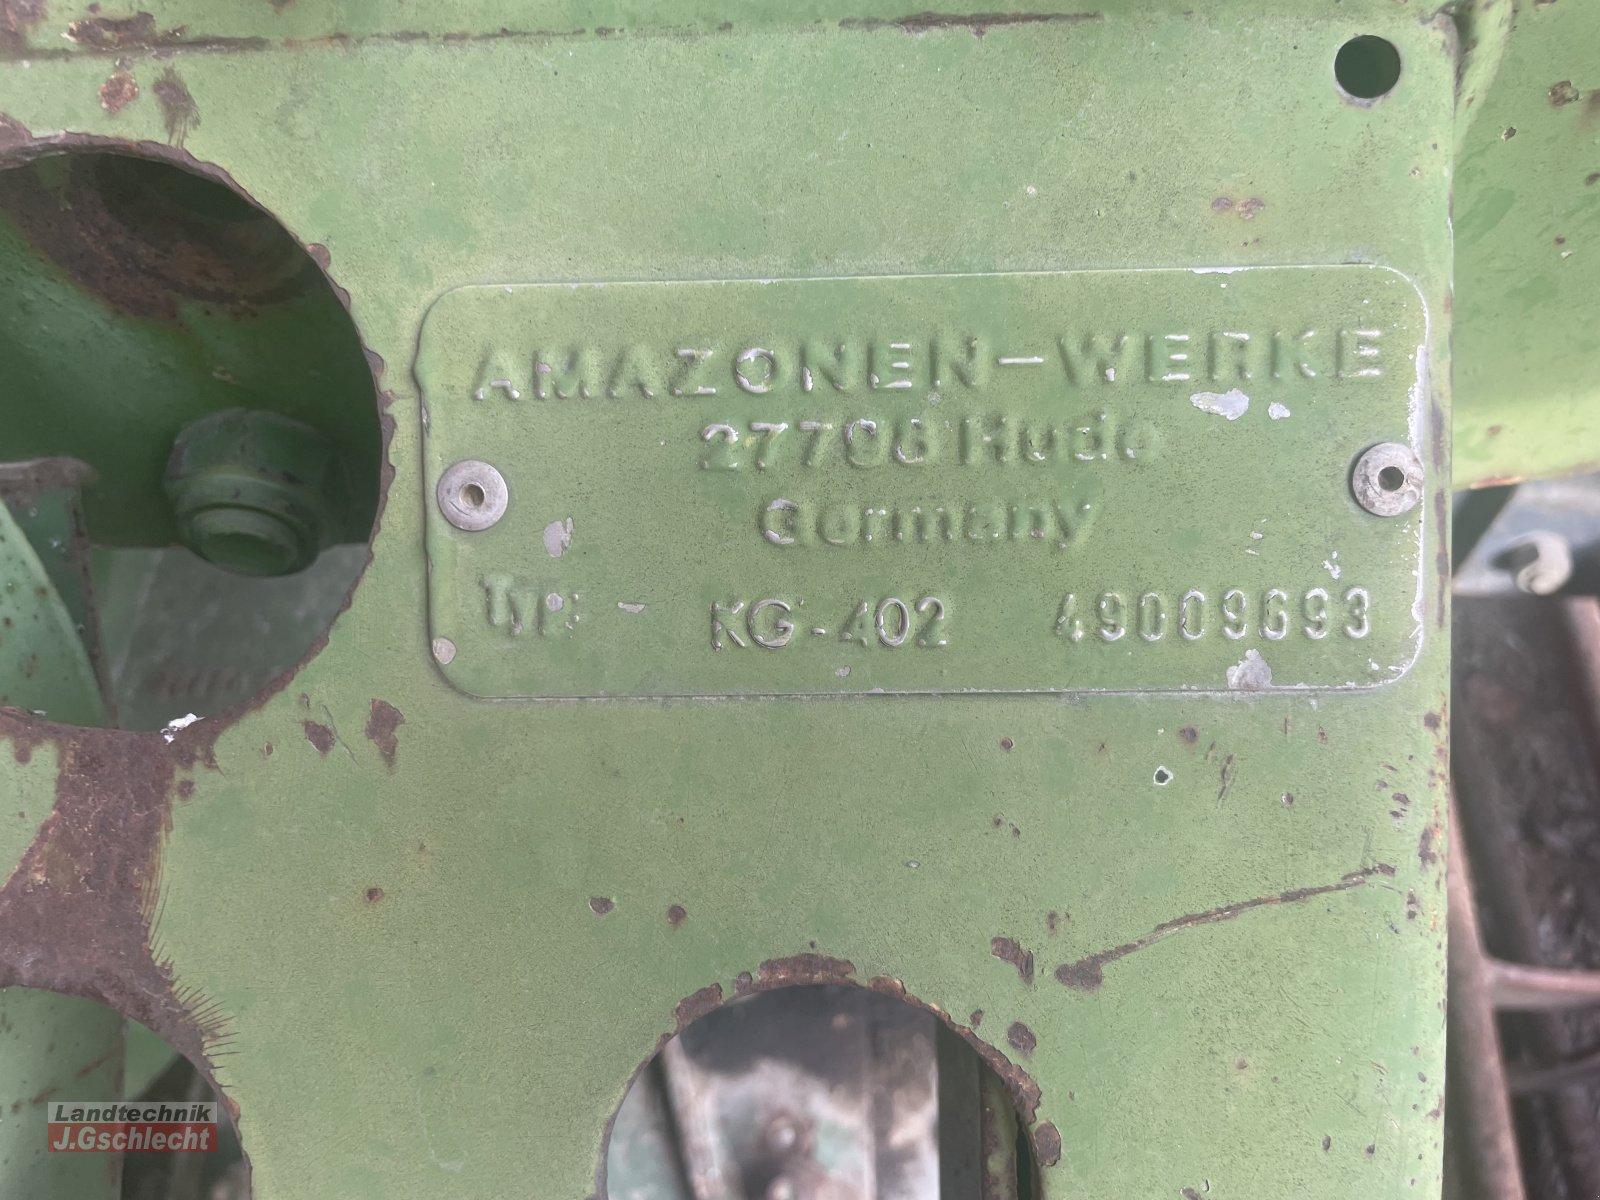 AMAZONEN-WERKE
27798 Hude
Germany
Typ: - KG-402 49009693
Landtechnik
J.Gschlecht